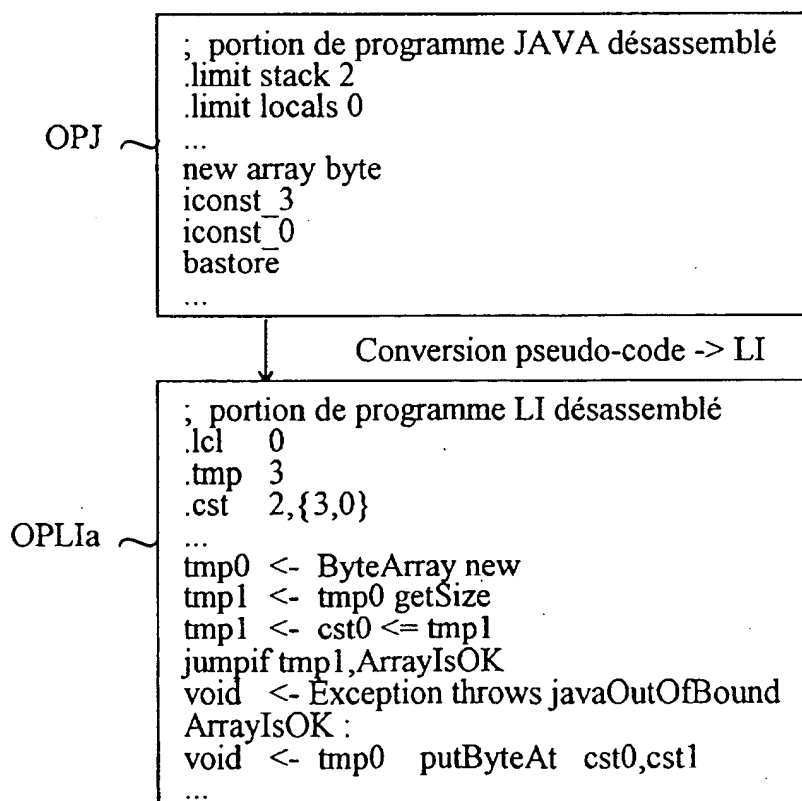 ; portion de programme JAVA désassemblé
.limit stack 2
.limit locals 0
OPJ
...
new array byte
iconst_3
iconst_0
bastore
...
Conversion pseudo-code -> LI
; portion de programme LI désassemblé
.lcl 0
.tmp 3
.cst 2,{3,0}
OPLIa
...
tmp0 <- ByteArray new
tmp1 <- tmp0 getSize
tmp1 <- cst0 <= tmp1
jumpif tmp1,ArrayIsOK
void <- Exception throws javaOutOfBound
ArrayIsOK :
void <- tmp0 putByteAt cst0,cst1
...